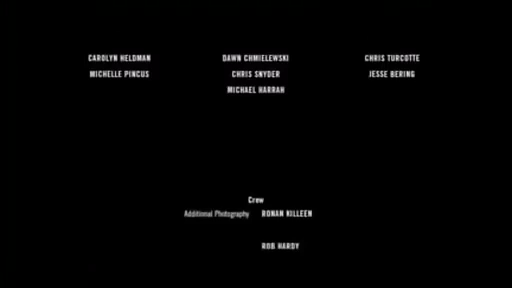 CAROLYN HELDMAN DAWN CHMIELEWSKI CHRIS TURCOTTE
MICHELLE PINCUS CHRIS SNYDER JESSE BERING
MICHAEL HARRAH
Crew
Additional Photography RONAN KILLEEN
ROB HARDY